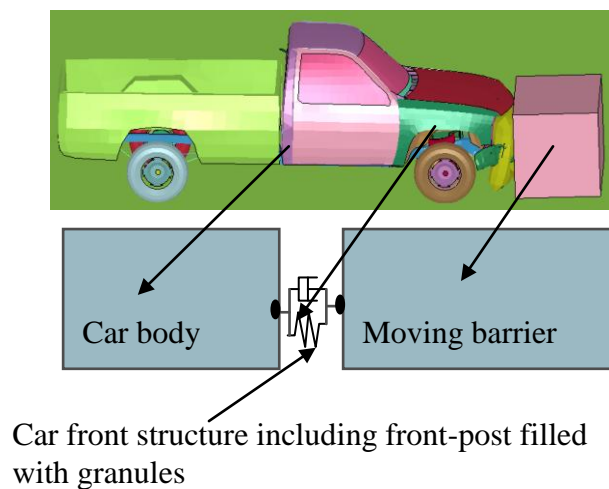 Car body
Moving barrier
Car front structure including front-post filled
with granules